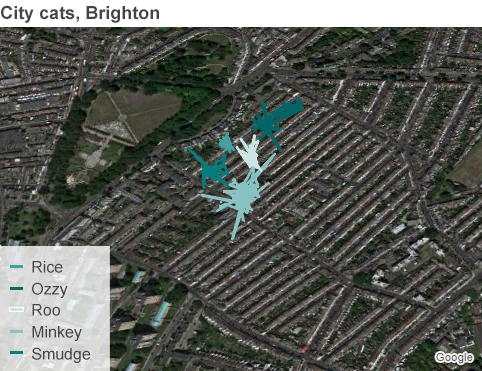 City cats, Brighton
Rice
Ozzy
Roo
Minkey
Smudge
Google